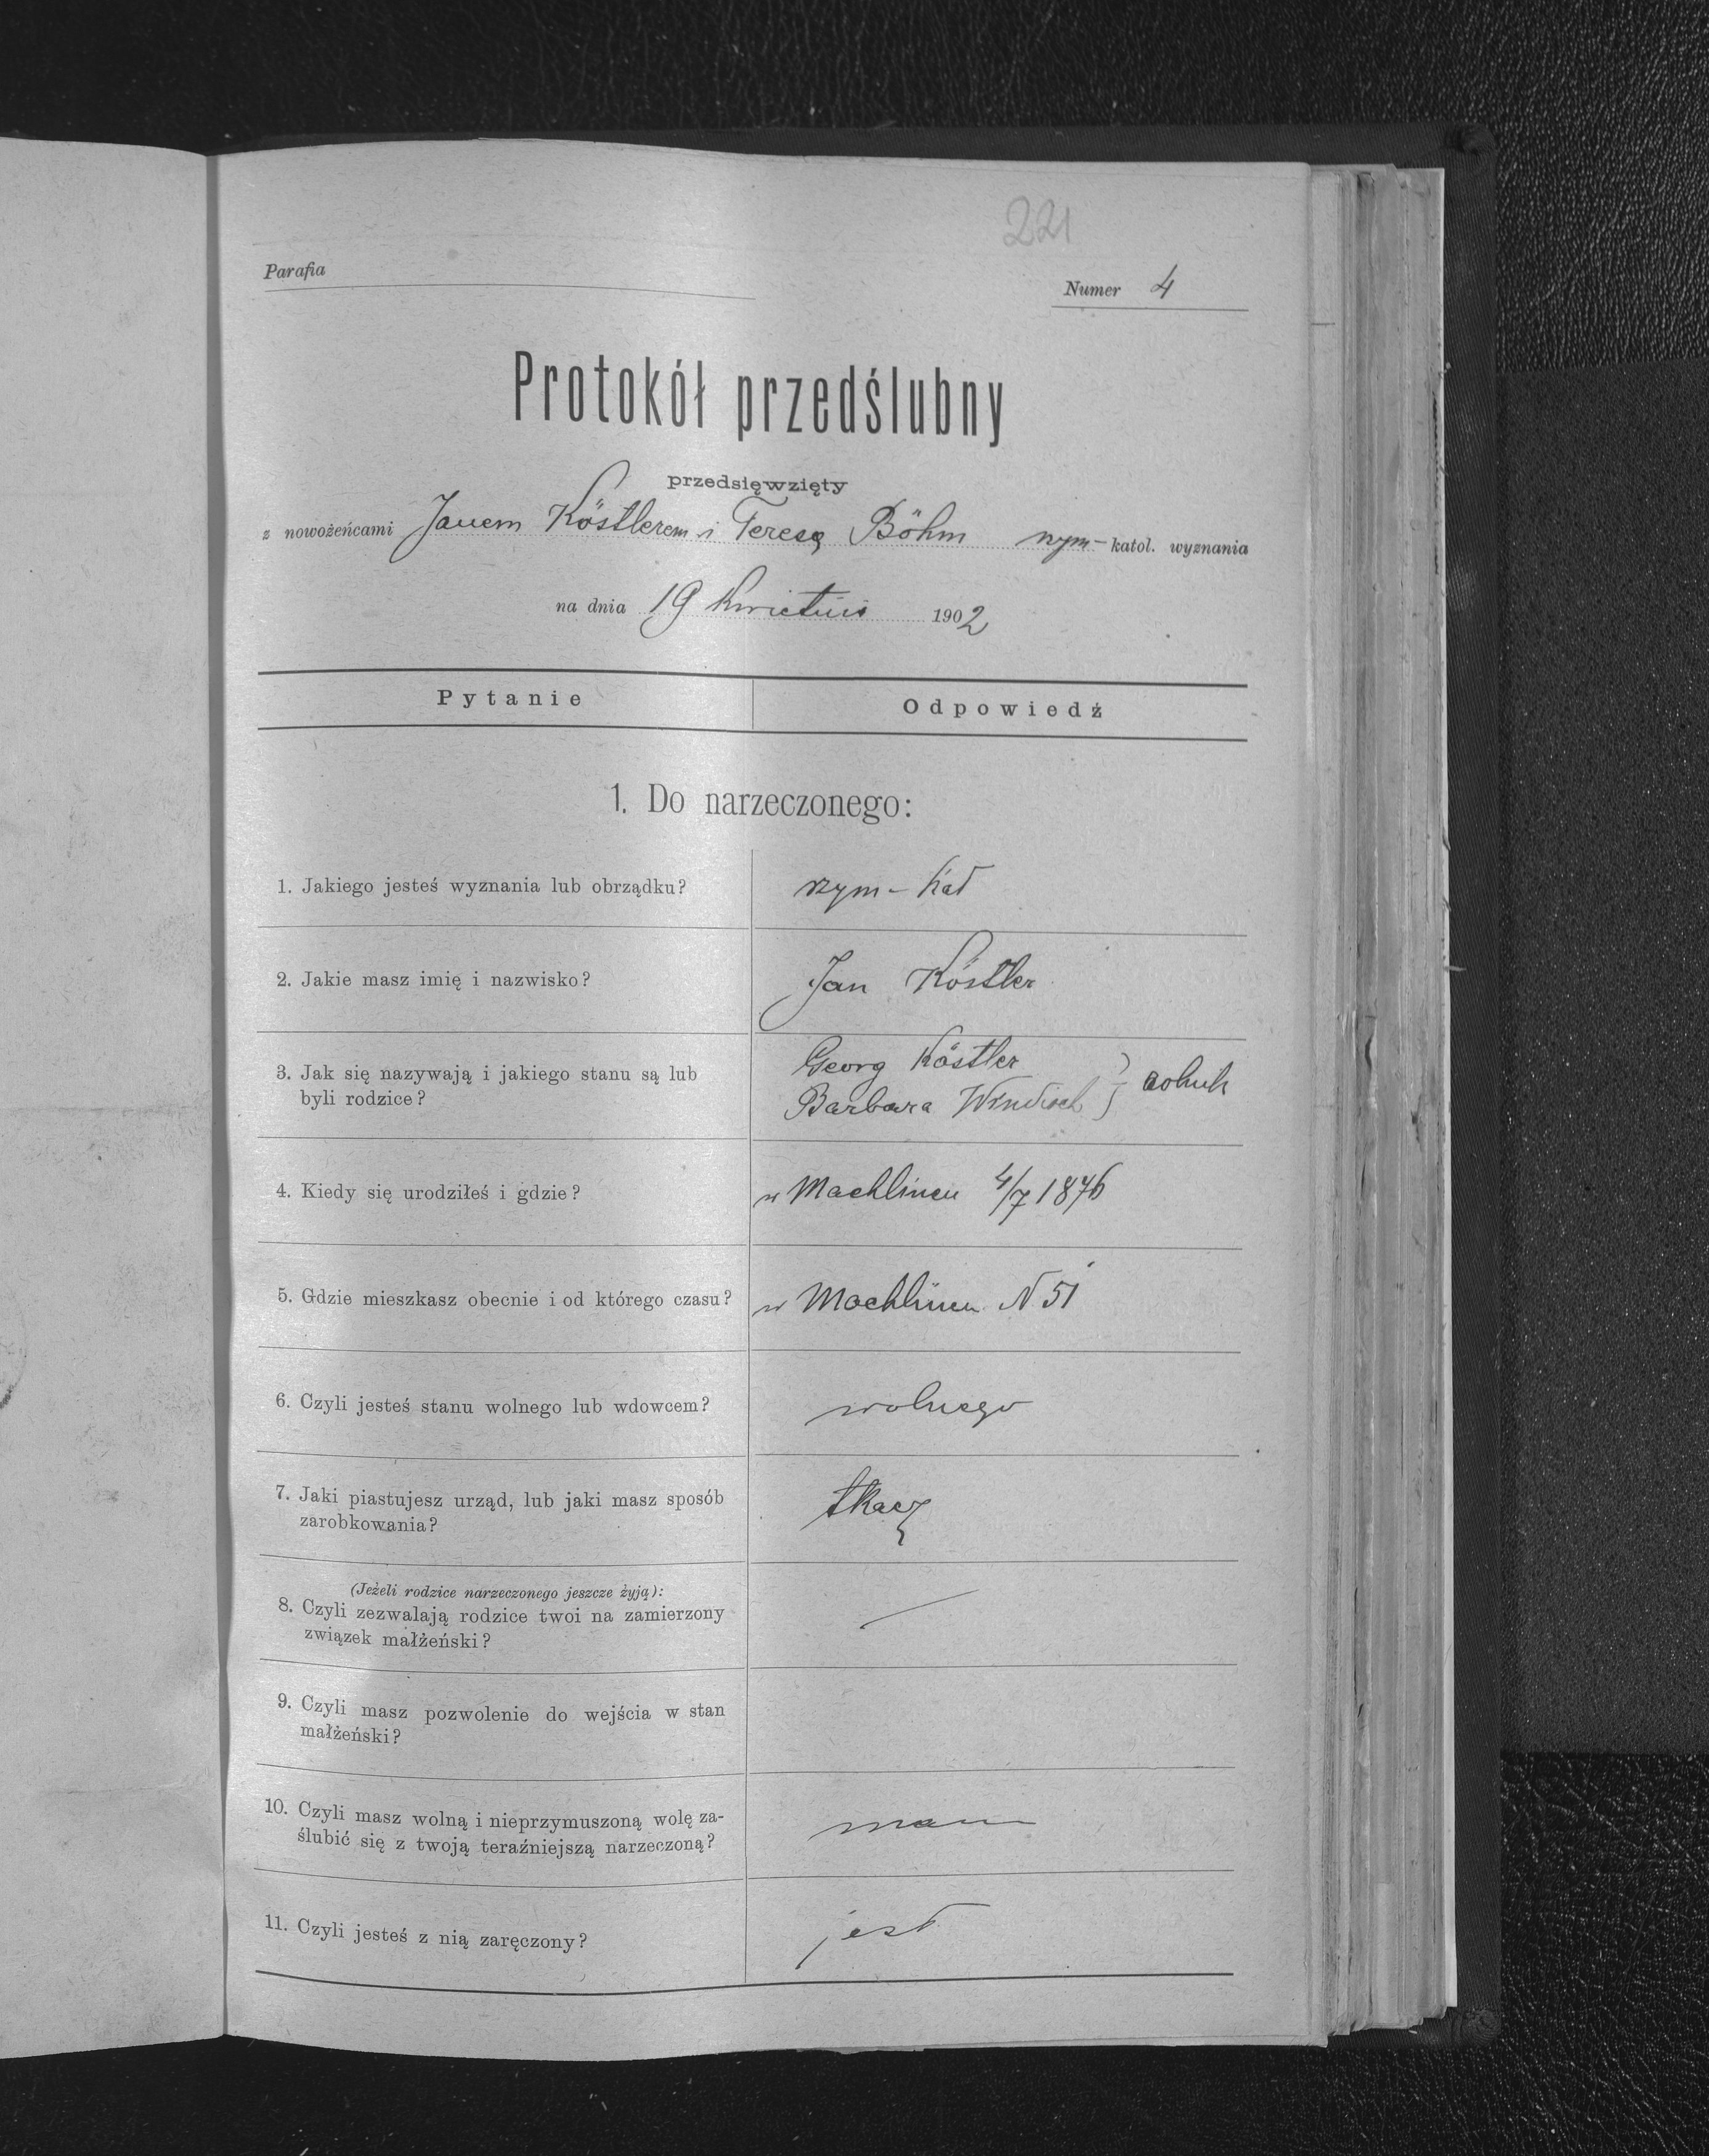 221
Parafia
Numer 4
Protokół przedślubny
przedsięwzięty
z nowożeńcami Janem Köstlerem i Teresą Böhm rzym-katol. wyznania
na dnia 19 kwietnia 1902
Pytanie Odpowiedź
1. Do narzeczonego:
1. Jakiego jesteś wyznania lub obrządku? rzym-kat
2. Jakie masz imię i nazwisko? Jan Köstler
3. Jak się nazywają i jakiego stanu są lub Georg Köstler
byli rodzice? Barbara Windisch
4. Kiedy się urodziłeś i gdzie? w Machlincu 4/7 1876
5. Gdzie mieszkasz obecnie i od którego czasu? w Machlincu N 51
6. Czyli jesteś stanu wolnego lub wdowcem? wolnego
7. Jaki piastujesz urząd, lub jaki masz sposób tkacz
zarobkowania?
(Jeżeli rodzice narzeczonego jeszcze żyją):
8. Czyli zezwalają rodzice twoi na zamierzony
związek małżeński?
9. Czyli masz pozwolenie do wejścia w stan
małżeński?
10. Czyli masz wolną i nieprzymuszoną wolę za- mam
ślubić się z twoją teraźniejszą narzeczoną?
11. Czyli jesteś z nią zaręczony? jest